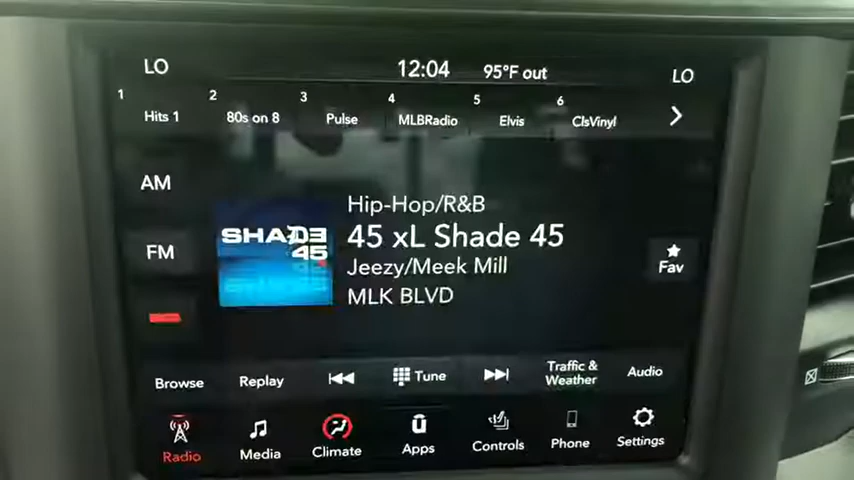 LO 12:04 95°F out LO
1 2 3 4 5 6
Hits 1 80s on 8 Pulse MLBRadio Elvis ClsVinyl
AM
Hip-Hop/R&B
SHADE 45
45 xL Shade 45
FM
Jeezy/Meek Mill
Fav
MLK BLVD
Browse Replay Tune Traffic & Weather Audio
Radio Media Climate Apps Controls Phone Settings